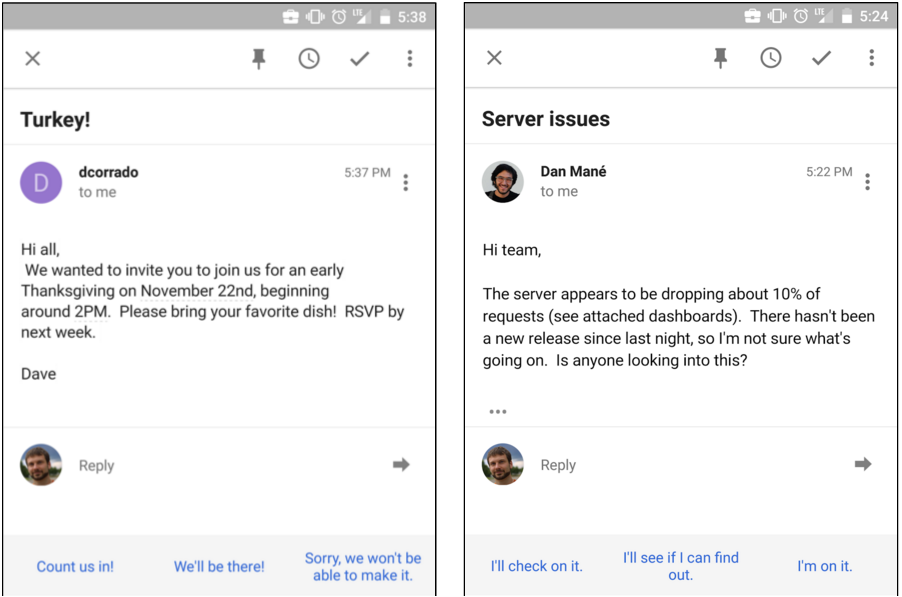 LTE 5:38
Turkey!
D
dcorrado
5:37 PM
to me
Hi all,
We wanted to invite you to join us for an early
Thanksgiving on November 22nd, beginning
around 2PM.  Please bring your favorite dish!  RSVP by
next week.
Dave
Reply
Count us in!
We'll be there!
Sorry, we won't be
able to make it.
LTE 5:24
Server issues
Dan Mané
5:22 PM
to me
Hi team,
The server appears to be dropping about 10% of
requests (see attached dashboards).  There hasn't been
a new release since last night, so I'm not sure what's
going on.  Is anyone looking into this?
Reply
I'll check on it.
I'll see if I can find
out.
I'm on it.